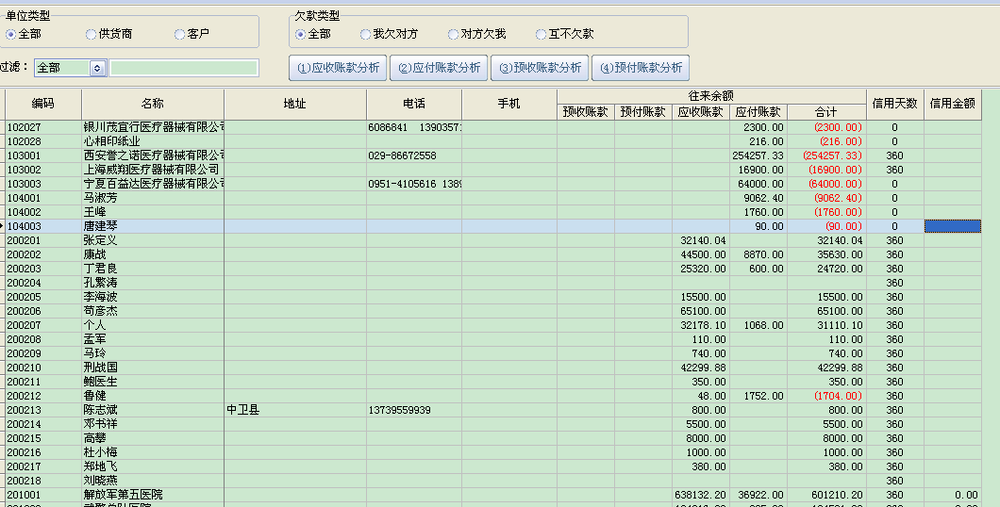 单位类型 欠款类型
全部 供货商 客户 全部 我欠对方 对方欠我 互不欠款
过滤： 全部 (1)应收账款分析 (2)应付账款分析 (3)预收账款分析 (4)预付账款分析
编码 名称 地址 电话 手机 往来余额 信用天数 信用金额
预收账款 预付账款 应收账款 应付账款 合计
102027 银川茂宜行医疗器械有限公司 6086841 1390357 2300.00 (2300.00) 0
102028 心相印纸业 216.00 (216.00) 0
103001 西安誉之诺医疗器械有限公司 029-86672558 254257.33 (254257.33) 360
103002 上海威翔医疗器械有限公司 16900.00 (16900.00) 360
103003 宁夏百益达医疗器械有限公司 0951-4105616 1389 64000.00 (64000.00) 0
104001 马淑芳 9062.40 (9062.40) 0
104002 王峰 1760.00 (1760.00) 0
104003 唐建琴 90.00 (90.00) 0
200201 张定义 32140.04 32140.04 360
200202 康战 44500.00 8870.00 35630.00 360
200203 丁君良 25320.00 600.00 24720.00 360
200204 孔繁涛 360
200205 李海波 15500.00 15500.00 360
200206 苟彦杰 65100.00 65100.00 360
200207 个人 32178.10 1068.00 31110.10 360
200208 孟军 110.00 110.00 360
200209 马玲 740.00 740.00 360
200210 刑战国 42299.88 42299.88 360
200211 鲍医生 350.00 350.00 360
200212 鲁健 48.00 1752.00 (1704.00) 360
200213 陈志斌 中卫县 13739559939 800.00 800.00 360
200214 邓书祥 5500.00 5500.00 360
200215 高攀 8000.00 8000.00 360
200216 杜小梅 1000.00 1000.00 360
200217 郑地飞 380.00 380.00 360
200218 刘晓燕 360
201001 解放军第五医院 638132.20 36922.00 601210.20 360 0.00